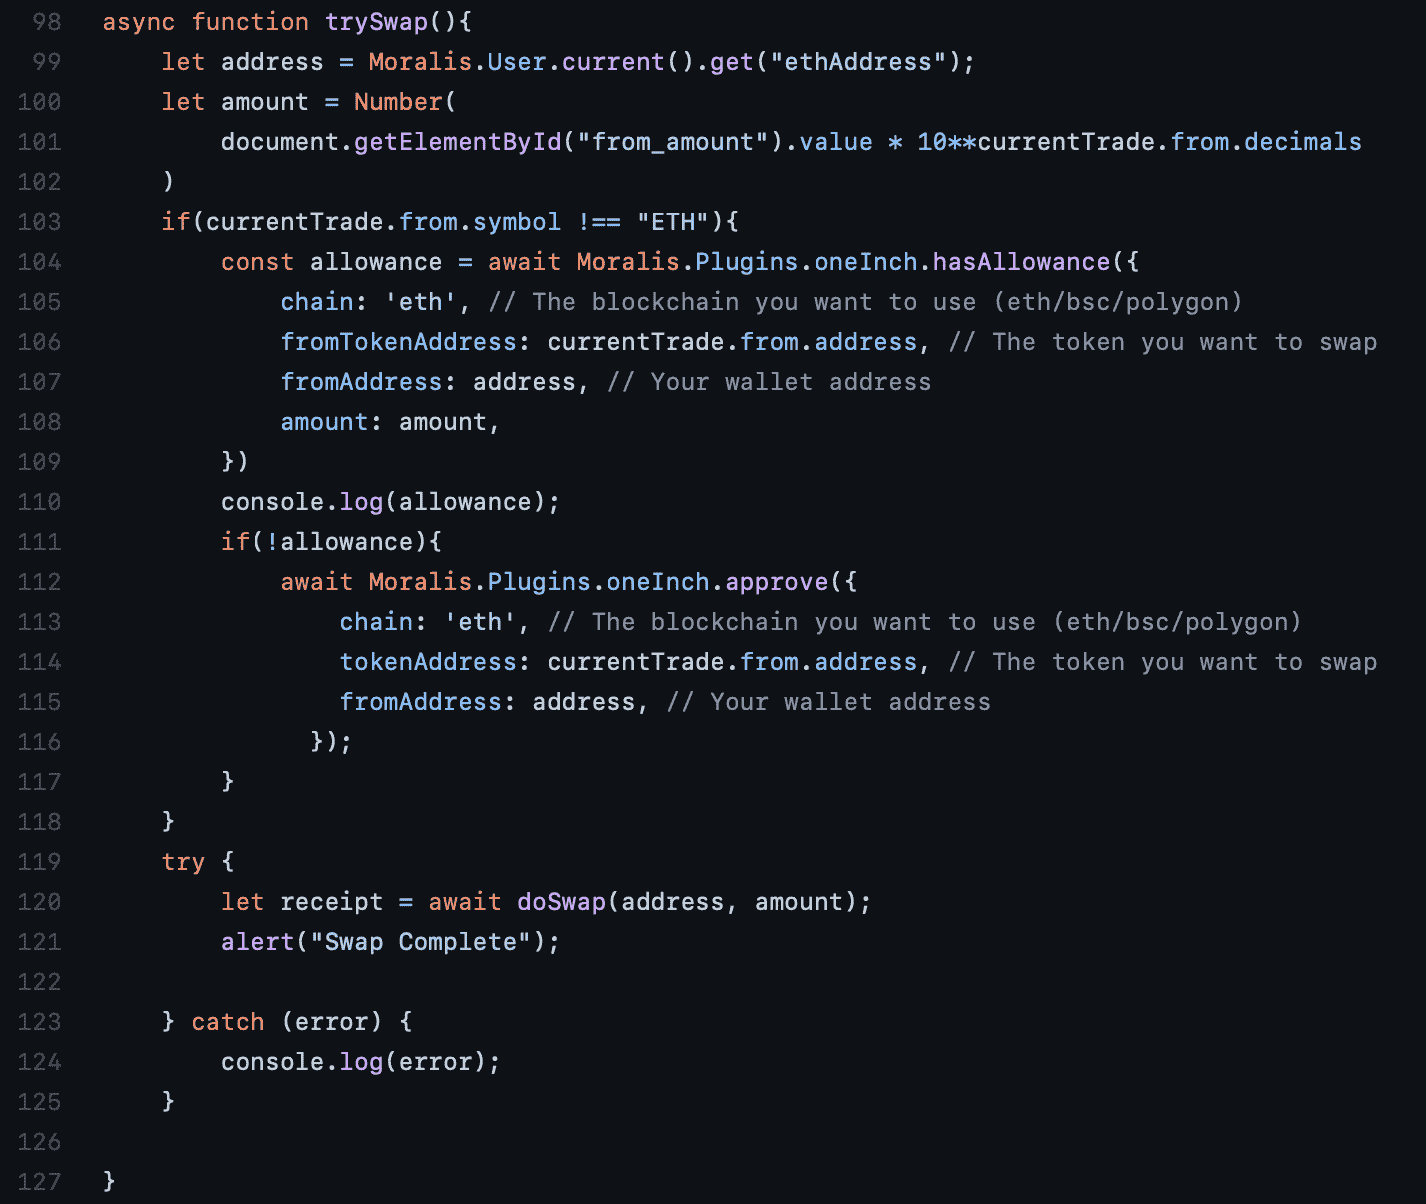 98 async function trySwap(){
99     let address = Moralis.User.current().get("ethAddress");
100     let amount = Number(
101         document.getElementById("from_amount").value * 10**currentTrade.from.decimals
102     )
103     if(currentTrade.from.symbol !== "ETH"){
104         const allowance = await Moralis.Plugins.oneInch.hasAllowance({
105             chain: 'eth', // The blockchain you want to use (eth/bsc/polygon)
106             fromTokenAddress: currentTrade.from.address, // The token you want to swap
107             fromAddress: address, // Your wallet address
108             amount: amount,
109         })
110         console.log(allowance);
111         if(!allowance){
112             await Moralis.Plugins.oneInch.approve({
113                 chain: 'eth', // The blockchain you want to use (eth/bsc/polygon)
114                 tokenAddress: currentTrade.from.address, // The token you want to swap
115                 fromAddress: address, // Your wallet address
116               });
117         }
118     }
119     try {
120         let receipt = await doSwap(address, amount);
121         alert("Swap Complete");
122
123     } catch (error) {
124         console.log(error);
125     }
126
127 }